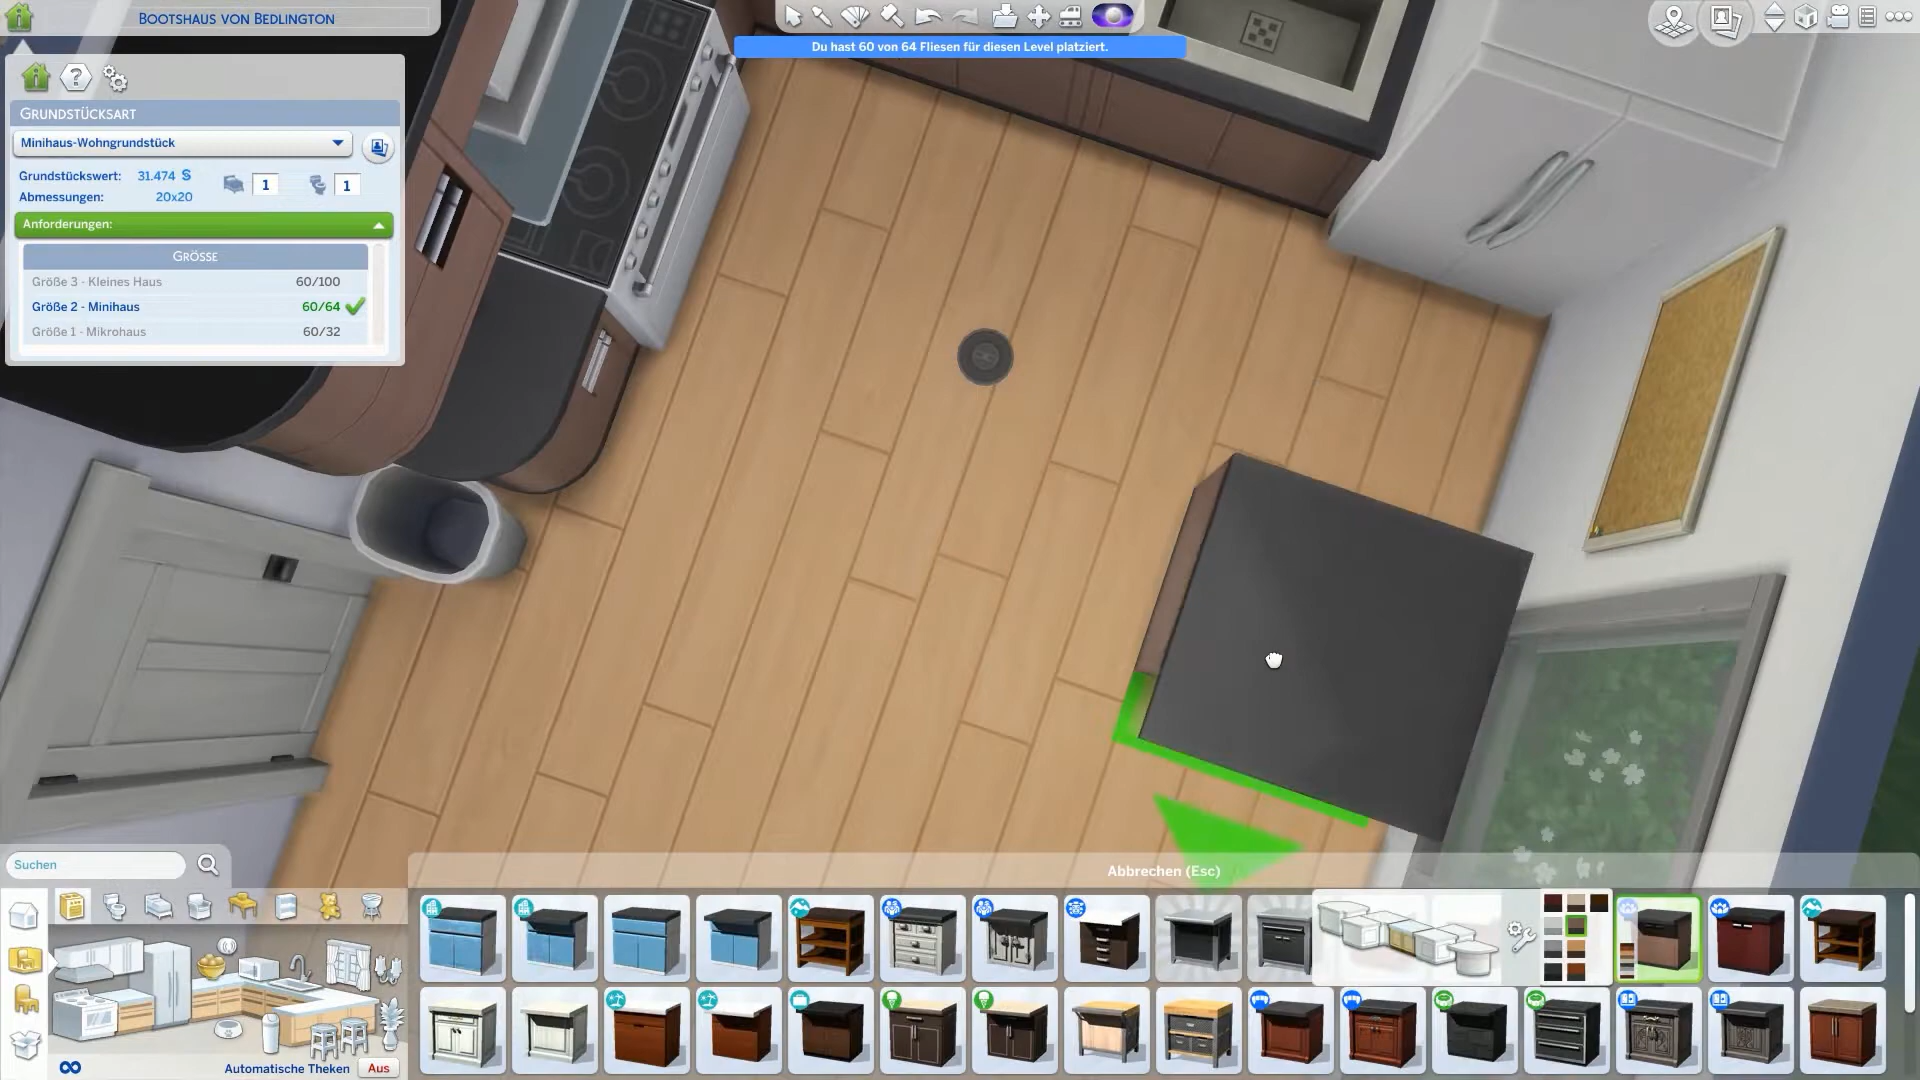 Bootshaus von Bedlington
Du hast 60 von 64 Fliesen für diesen Level platziert.
Grundstücksart
Minihaus-Wohngrundstück
Grundstückswert: 31.474 §
1
1
Abmessungen: 20x20
Anforderungen:
Grösse
Größe 3 - Kleines Haus 60/100
Größe 2 - Minihaus 60/64
Größe 1 - Mikrohaus 60/32
Suchen
Abbrechen (Esc)
Automatische Theken Aus